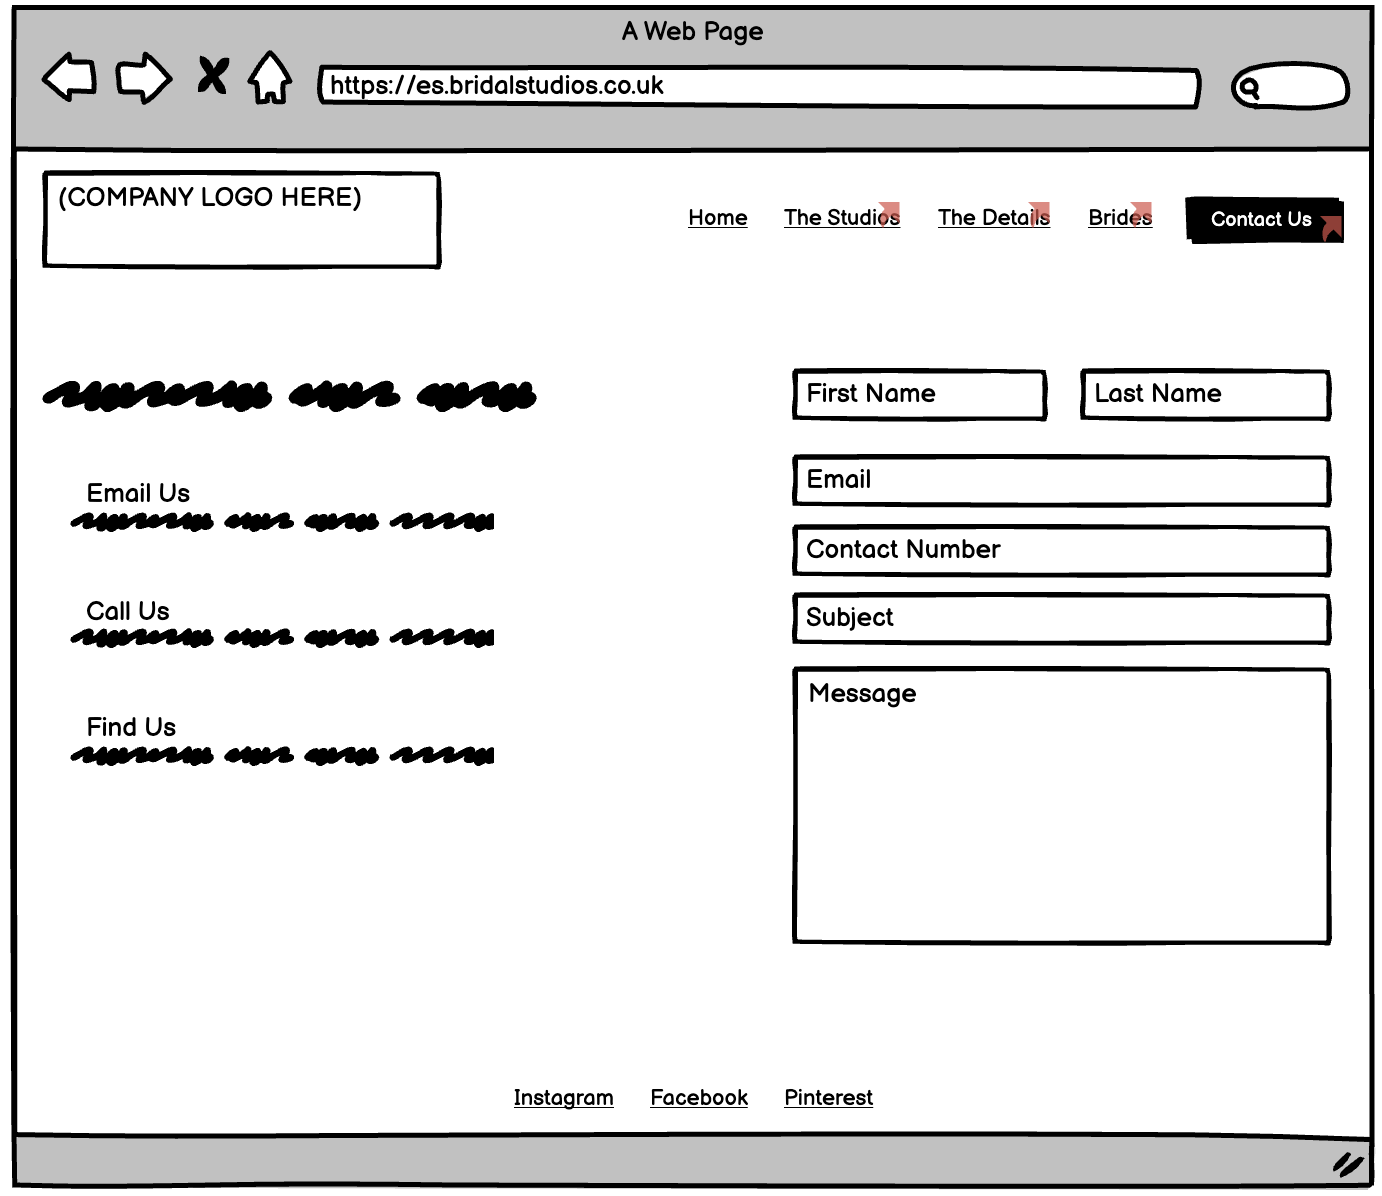 A Web Page
https://es.bridalstudios.co.uk
(COMPANY LOGO HERE)
Home The Studios The Details Brides Contact Us
First Name Last Name
Email
Email Us
Contact Number
Call Us
Subject
Message
Find Us
Instagram Facebook Pinterest